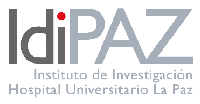 IdiPAZ
Instituto de Investigación
Hospital Universitario La Paz